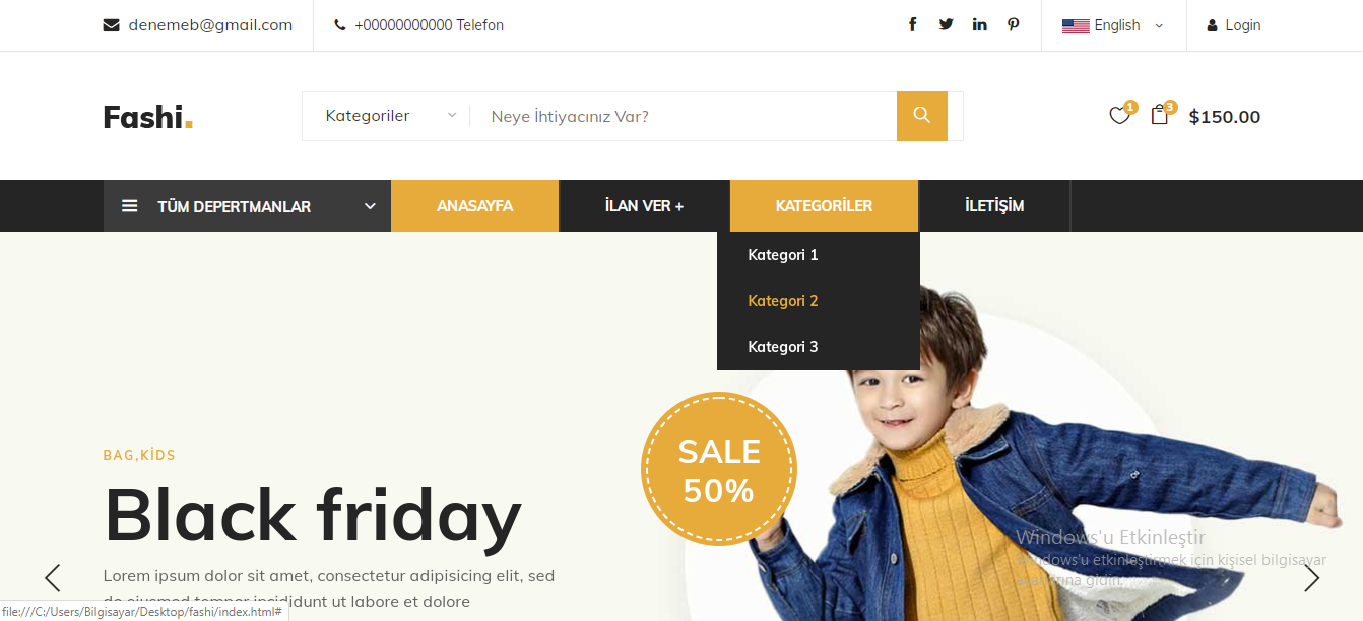 denemeb@gmail.com
+00000000000 Telefon
English
Login
Fashi.
Kategoriler
Neye İhtiyacınız Var?
1
3
$150.00
TÜM DEPERTMANLAR
ANASAYFA
İLAN VER +
KATEGORİLER
İLETİŞİM
Kategori 1
Kategori 2
Kategori 3
SALE
50%
BAG,KİDS
Black friday
Lorem ipsum dolor sit amet, consectetur adipisicing elit, sed
do eiusmod tempor incididunt ut labore et dolore
Windows'u Etkinleştir
Windows'u etkinleştirmek için kişisel bilgisayar
ayarlarına gidin.
file:///C:/Users/Bilgisayar/Desktop/fashi/index.html#